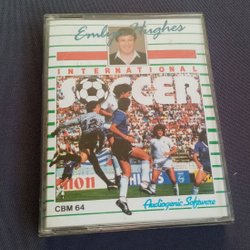 Emlyn Hughes
INTERNATIONAL
SOCCER
CBM 64
Audiogenic Software